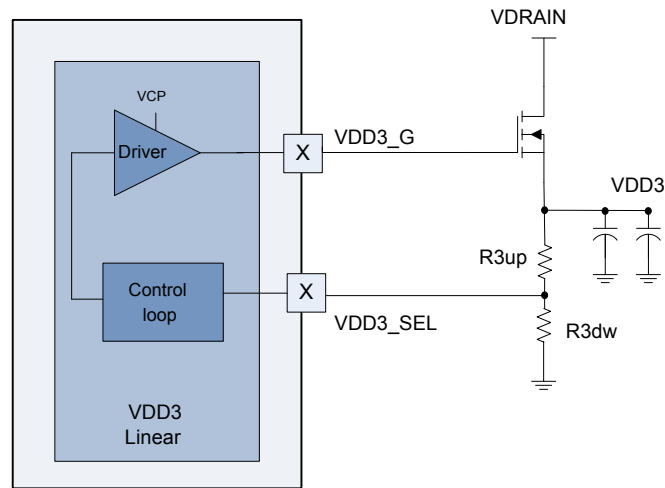 VDRAIN
VCP
Driver
X
VDD3_G
VDD3
R3up
Control
loop
X
VDD3_SEL
R3dw
VDD3
Linear